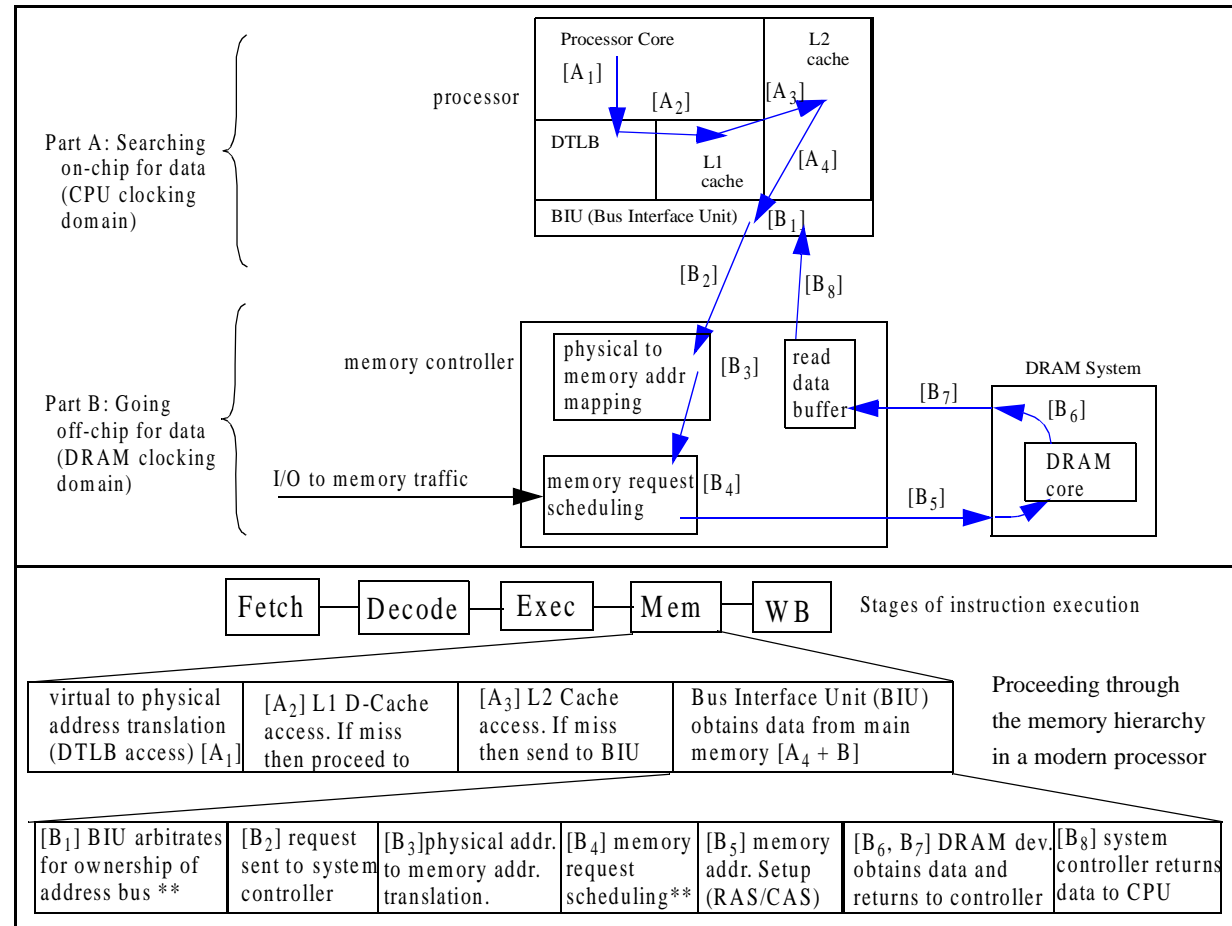 Processor Core
L2
cache
[A1]
processor
[A2]
[A3]
DTLB
L1
cache
[A4]
BIU (Bus Interface Unit)
[B1]
Part A: Searching
on-chip for data
(CPU clocking
domain)
[B2]
[B8]
memory controller
physical to
memory addr
mapping
[B3]
read
data
buffer
DRAM System
[B7]
[B6]
DRAM
core
Part B: Going
off-chip for data
(DRAM clocking
domain)
I/O to memory traffic
memory request
scheduling
[B4]
[B5]
Fetch
Decode
Exec
Mem
WB
Stages of instruction execution
virtual to physical
address translation
(DTLB access) [A1]
[A2] L1 D-Cache
access. If miss
then proceed to
[A3] L2 Cache
access. If miss
then send to BIU
Bus Interface Unit (BIU)
obtains data from main
memory [A4 + B]
Proceeding through
the memory hierarchy
in a modern processor
[B1] BIU arbitrates
for ownership of
address bus **
[B2] request
sent to system
controller
[B3]physical addr.
to memory addr.
translation.
[B4] memory
request
scheduling**
[B5] memory
addr. Setup
(RAS/CAS)
[B6, B7] DRAM dev.
obtains data and
returns to controller
[B8] system
controller returns
data to CPU